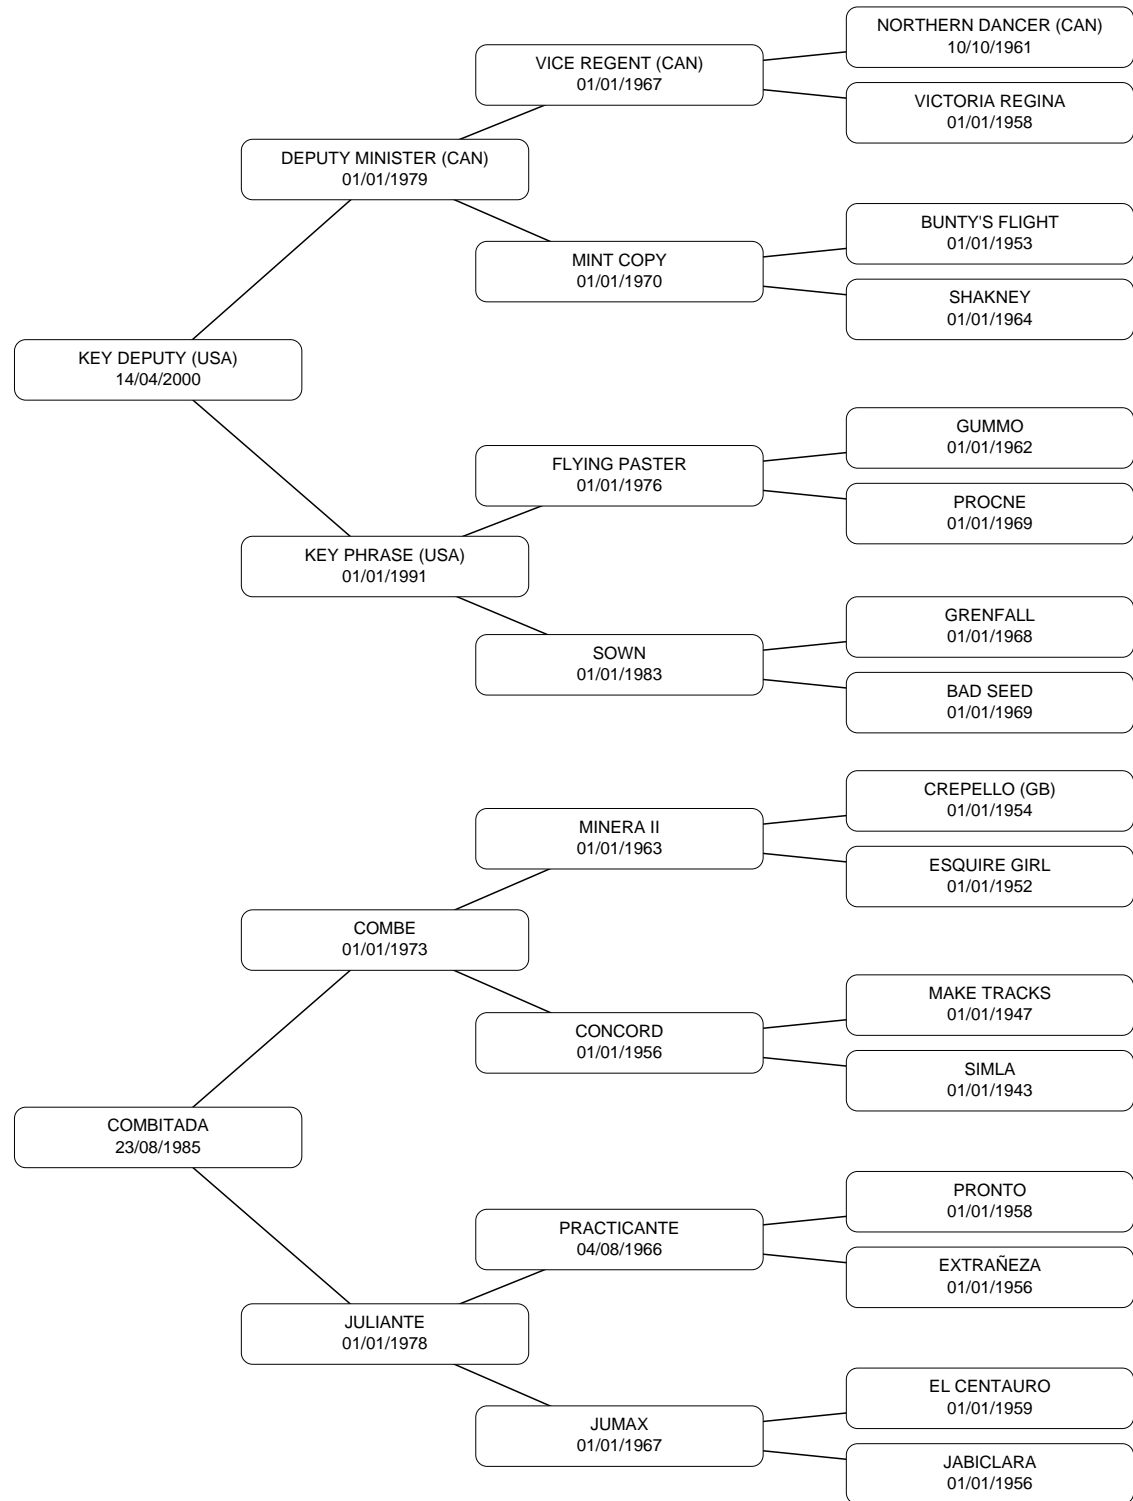 NORTHERN DANCER (CAN)
10/10/1961
VICE REGENT (CAN)
01/01/1967
VICTORIA REGINA
01/01/1958
DEPUTY MINISTER (CAN)
01/01/1979
BUNTY'S FLIGHT
01/01/1953
MINT COPY
01/01/1970
SHAKNEY
01/01/1964
KEY DEPUTY (USA)
14/04/2000
GUMMO
01/01/1962
FLYING PASTER
01/01/1976
PROCNE
01/01/1969
KEY PHRASE (USA)
01/01/1991
GRENFALL
01/01/1968
SOWN
01/01/1983
BAD SEED
01/01/1969
CREPELLO (GB)
01/01/1954
MINERA II
01/01/1963
ESQUIRE GIRL
01/01/1952
COMBE
01/01/1973
MAKE TRACKS
01/01/1947
CONCORD
01/01/1956
SIMLA
01/01/1943
COMBITADA
23/08/1985
PRONTO
01/01/1958
PRACTICANTE
04/08/1966
EXTRAÑEZA
01/01/1956
JULIANTE
01/01/1978
EL CENTAURO
01/01/1959
JUMAX
01/01/1967
JABICLARA
01/01/1956